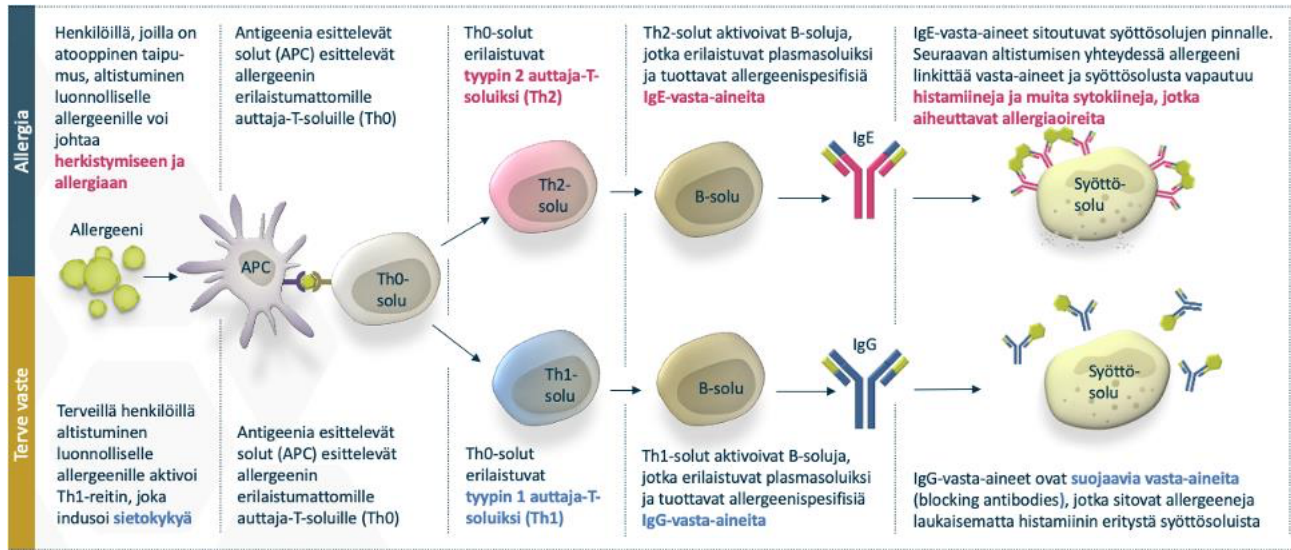 Allergia
Henkilöillä, joilla on
atooppinen taipu-
mus, altistuminen
luonnolliselle
allergeenille voi
johtaa
herkistymiseen ja
allergiaan
Antigeenia esittelevät
solut (APC) esittelevät
allergeenin
erilaistumattomille
auttaja-T-soluille (Th0)
Th0-solut
erilaistuvat
tyypin 2 auttaja-T-
soluiksi (Th2)
Th2-solut aktivoivat B-soluja,
jotka erilaistuvat plasmasoluiksi
ja tuottavat allergeenispesifisiä
IgE-vasta-aineita
IgE-vasta-aineet sitoutuvat syöttösolujen pinnalle.
Seuraavan altistumisen yhteydessä allergeeni
linkittää vasta-aineet ja syöttösolusta vapautuu
histamiineja ja muita sytokiineja, jotka
aiheuttavat allergiaoireita
Allergeeni
APC
Th0-
solu
Th2-
solu
B-solu
IgE
Syöttö-
solu
Terve vaste
Th1-
solu
B-solu
IgG
Syöttö-
solu
Terveillä henkilöillä
altistuminen
luonnolliselle
allergeenille aktivoi
Th1-reitin, joka
indusoi sietokykyä
Antigeenia esittelevät
solut (APC) esittelevät
allergeenin
erilaistumattomille
auttaja-T-soluille (Th0)
Th0-solut
erilaistuvat
tyypin 1 auttaja-T-
soluiksi (Th1)
Th1-solut aktivoivat B-soluja,
jotka erilaistuvat plasmasoluiksi
ja tuottavat allergeenispesifisiä
IgG-vasta-aineita
IgG-vasta-aineet ovat suojaavia vasta-aineita
(blocking antibodies), jotka sitovat allergeeneja
laukaisematta histamiinin eritystä syöttösoluista